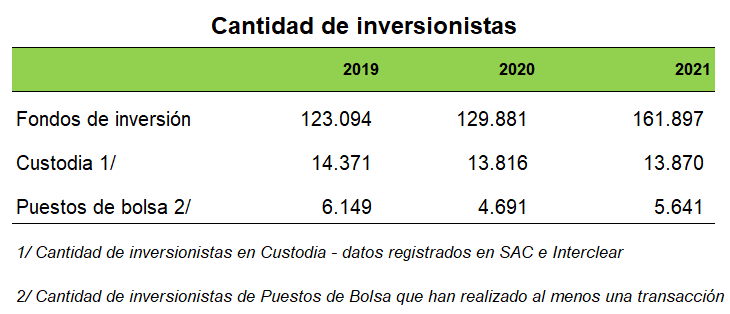 Cantidad de inversionistas
2019 2020 2021
Fondos de inversión 123.094 129.881 161.897
Custodia 1/ 14.371 13.816 13.870
Puestos de bolsa 2/ 6.149 4.691 5.641
1/ Cantidad de inversionistas en Custodia - datos registrados en SAC e Interclear
2/ Cantidad de inversionistas de Puestos de Bolsa que han realizado al menos una transacción